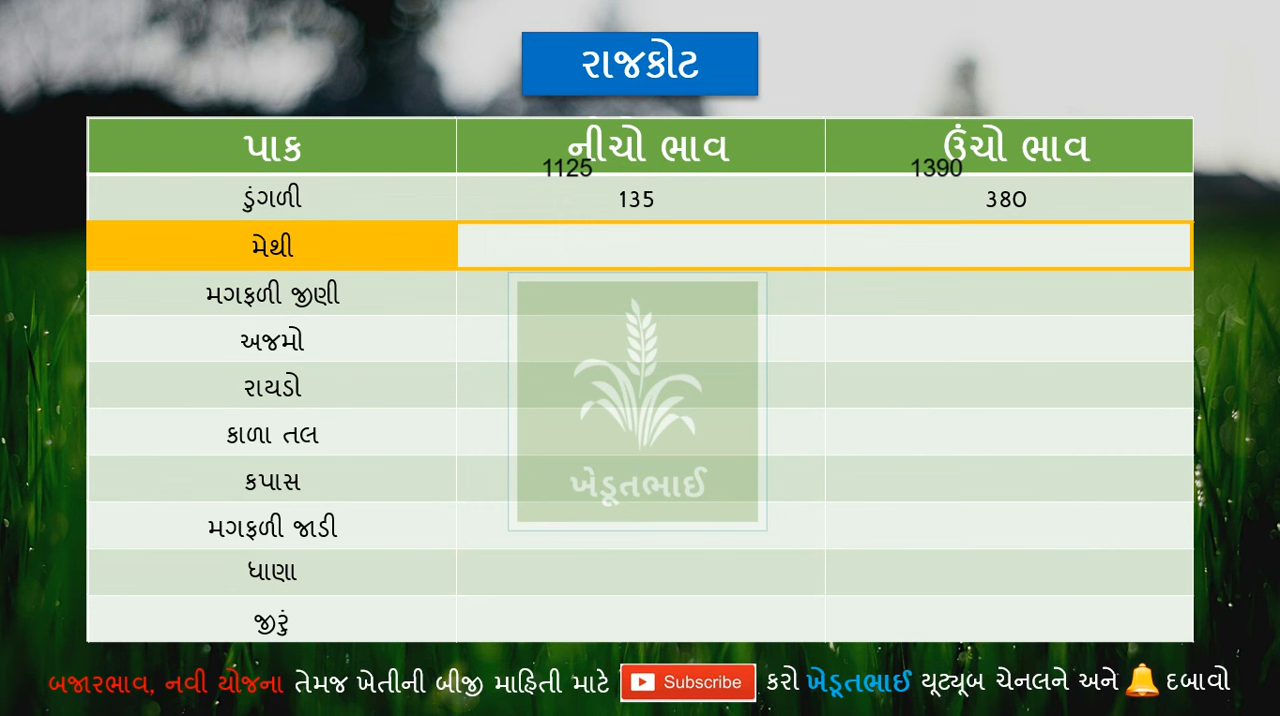 રાજકોટ
પાક નીચો ભાવ ઉંચો ભાવ
1125 1390
ડુંગળી 135 380
મેથી
મગફળી જીણી
અજમો
રાયડો
કાળા તલ
કપાસ
ખેડૂતભાઈ
મગફળી જાડી
ધાણા
જીરું
બજારભાવ, નવી યોજના તેમજ ખેતીની બીજી માહિતી માટે Subscribe કરો ખેડૂતભાઈ યૂટ્યૂબ ચેનલને અને દબાવો